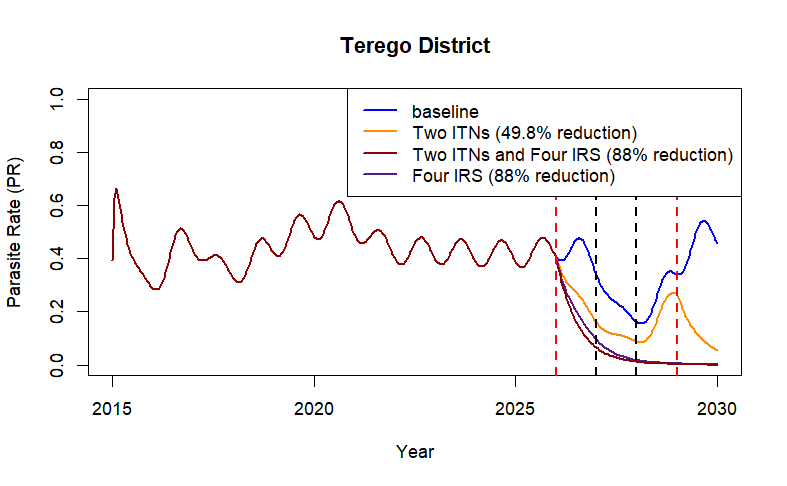 Terego District
baseline
Two ITNs (49.8% reduction)
Two ITNs and Four IRS (88% reduction)
Four IRS (88% reduction)
Parasite Rate (PR)
1.0
0.8
0.6
0.4
0.2
0.0
2015 2020 2025 2030
Year